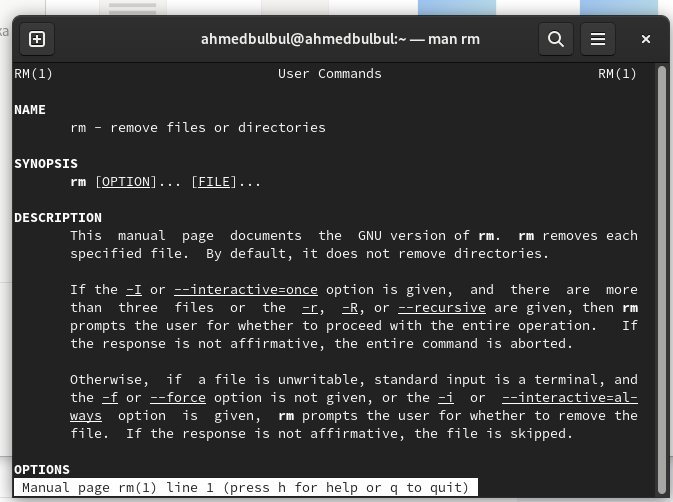 ka
ahmedbulbul@ahmedbulbul:~ — man rm
RM(1) User Commands RM(1)
NAME
rm - remove files or directories
SYNOPSIS
rm [OPTION]... [FILE]...
DESCRIPTION
This manual page documents the GNU version of rm. rm removes each
specified file. By default, it does not remove directories.
If the -I or --interactive=once option is given, and there are more
than three files or the -r, -R, or --recursive are given, then rm
prompts the user for whether to proceed with the entire operation. If
the response is not affirmative, the entire command is aborted.
Otherwise, if a file is unwritable, standard input is a terminal, and
the -f or --force option is not given, or the -i or --interactive=al-
ways option is given, rm prompts the user for whether to remove the
file. If the response is not affirmative, the file is skipped.
OPTIONS
Manual page rm(1) line 1 (press h for help or q to quit)